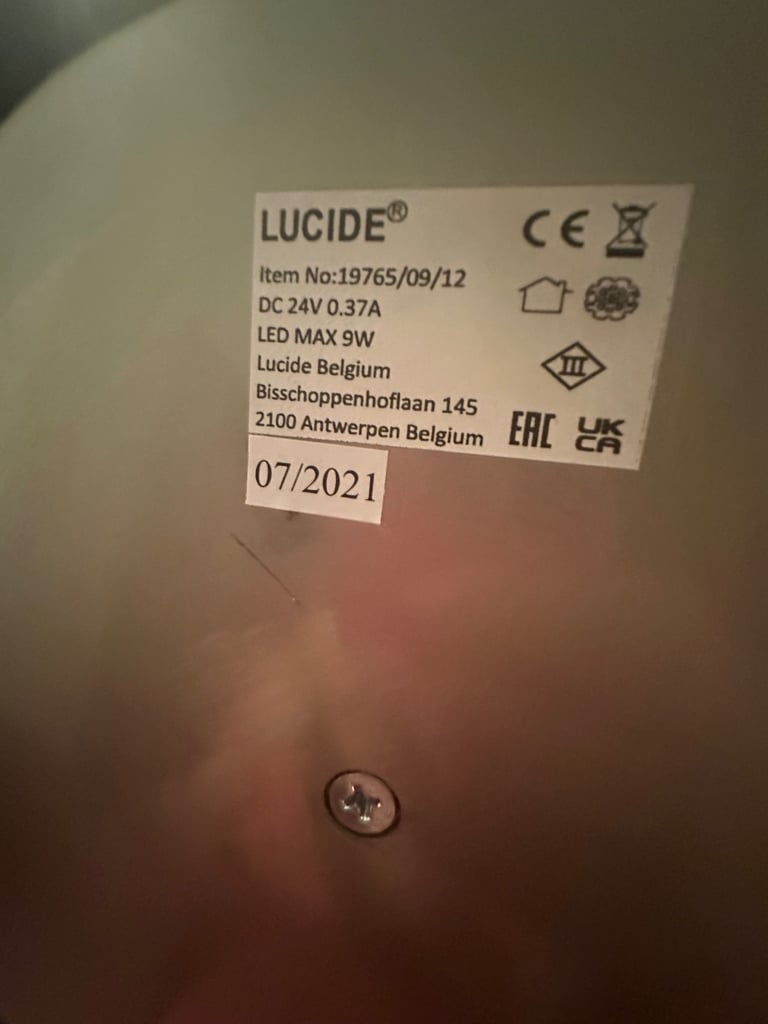 LUCIDE®
CE
Item No:19765/09/12
DC 24V 0.37A
LED MAX 9W
III
Lucide Belgium
Bisschoppenhoflaan 145
2100 Antwerpen Belgium
EAC
UK
CA
07/2021